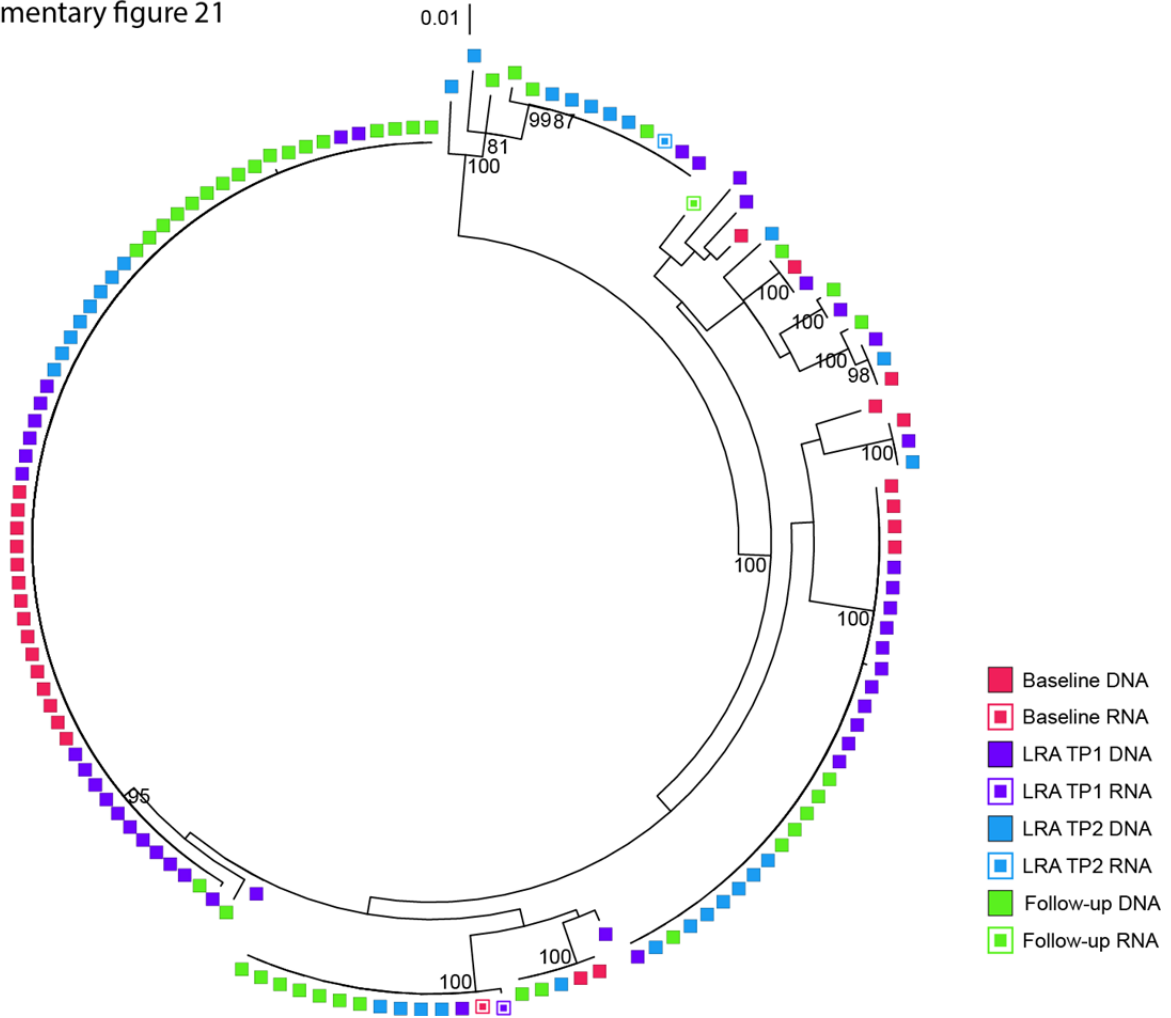 mentary figure 21
0.01
9987
81
100
100
100
100
98
100
100
100
95
100
100
Baseline DNA
Baseline RNA
LRA TP1 DNA
LRA TP1 RNA
LRA TP2 DNA
LRA TP2 RNA
Follow-up DNA
Follow-up RNA